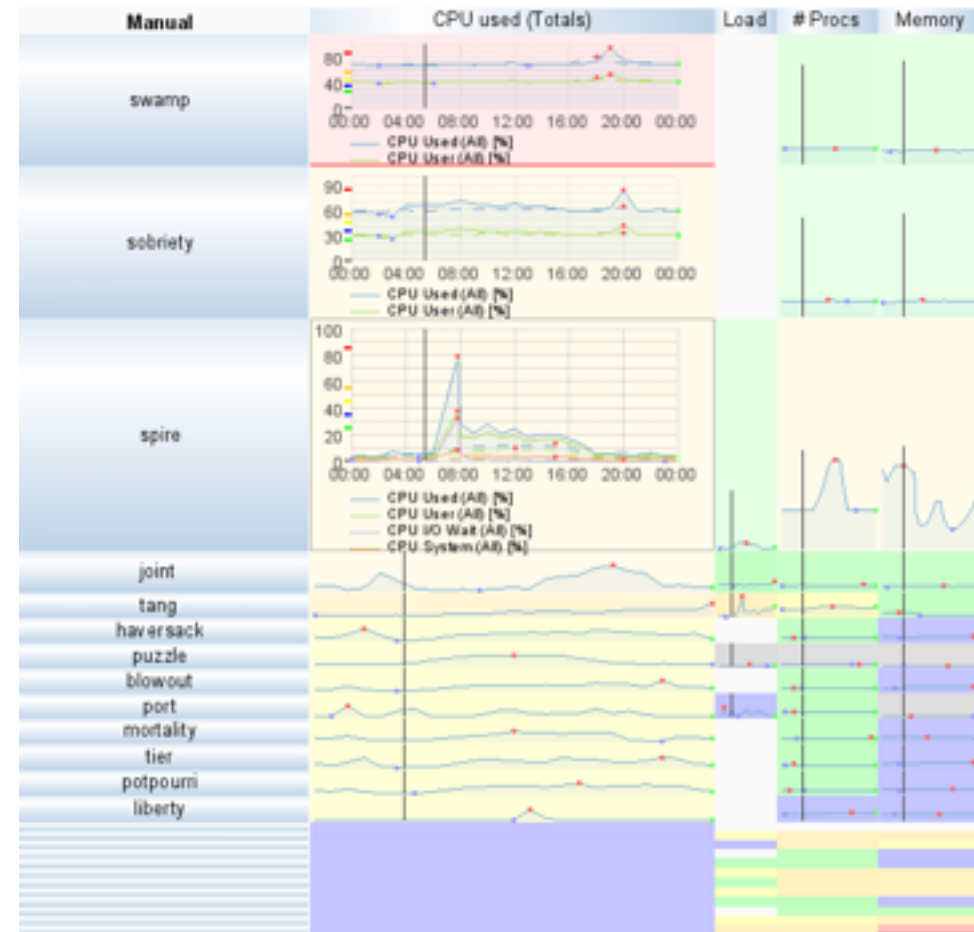 Manual CPU used (Totals) Load # Procs Memory
swamp
80
40
0
00:00 04:00 08:00 12:00 16:00 20:00 00:00
CPU Used (All) [%]
CPU User (All) [%]
sobriety
90
60
30
0
00:00 04:00 08:00 12:00 16:00 20:00 00:00
CPU Used (All) [%]
CPU User (All) [%]
spire
100
80
60
40
20
0
00:00 04:00 08:00 12:00 16:00 20:00 00:00
CPU Used (All) [%]
CPU User (All) [%]
CPU I/O Wait (All) [%]
CPU System (All) [%]
joint
tang
haversack
puzzle
blowout
port
mortality
tier
potpourri
liberty